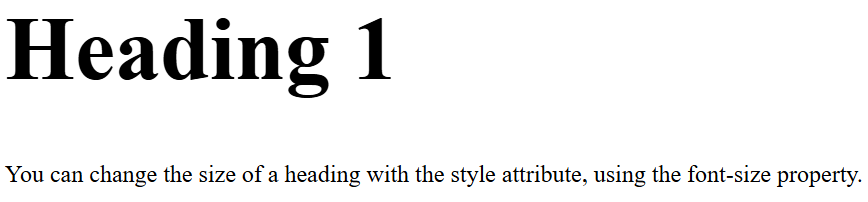 Heading 1
You can change the size of a heading with the style attribute, using the font-size property.